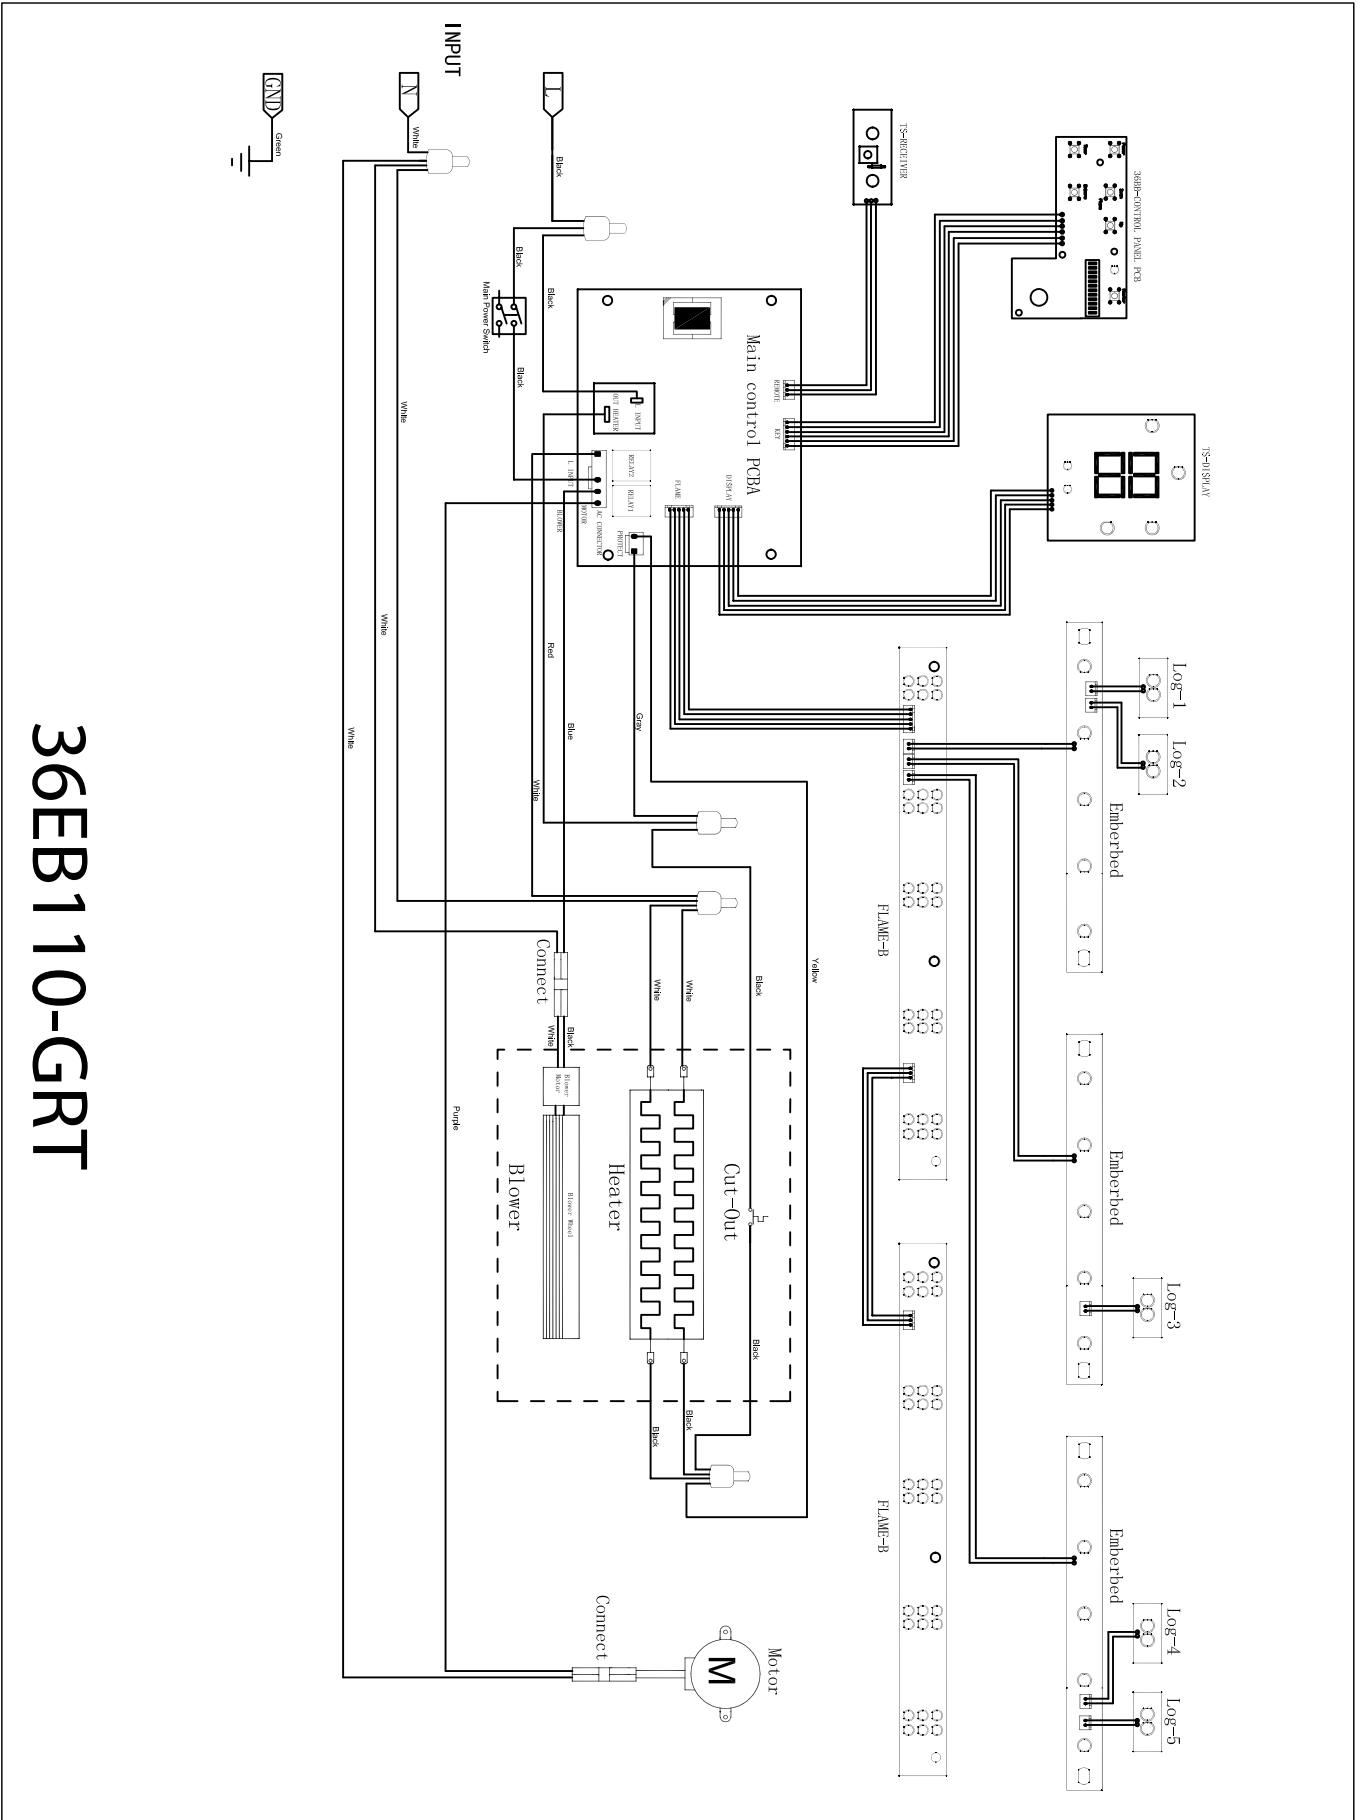 INPUT
L
N
GND
Green
White
Black
Black
Black
Main Power Switch
Black
White
White
White
TS-RECEIVER
36BB-CONTROL PANEL PCB
TS-DISPLAY
Main control PCBA
REMOTE
KEY
DISPLAY
FLAME
L INPUT
OUT HEATER
RELAY2
RELAY1
L INPUT
BLOWER
MOTOR
AC CONNECTOR
PROTECT
Red
Gray
Blue
White
Yellow
Black
White
White
Connect
Black
White
Purple
Blower Motor
Blower Wheel
Blower
Heater
Cut-Out
Black
Black
Black
Log-1
Log-2
Emberbed
Emberbed
Log-3
Emberbed
Log-4
Log-5
FLAME-B
FLAME-B
Connect
Motor
M
36EB110-GRT